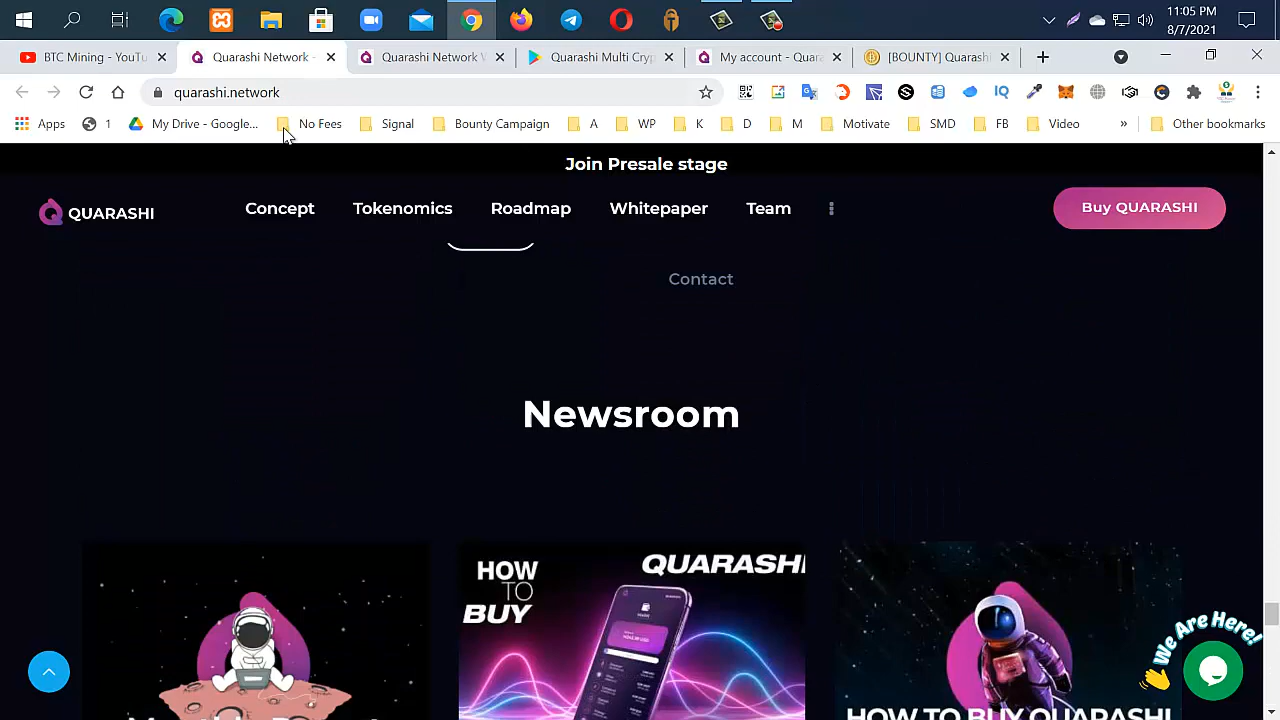 11:05 PM
8/7/2021
BTC Mining - YouTu
Quarashi Network -
Quarashi Network V
Quarashi Multi Cryp
My account - Quara
[BOUNTY] Quarashi
quarashi.network
Apps
1
My Drive - Google...
No Fees
Signal
Bounty Campaign
A
WP
K
D
M
Motivate
SMD
FB
Video
»
Other bookmarks
Join Presale stage
QUARASHI
Concept
Tokenomics
Roadmap
Whitepaper
Team
Buy QUARASHI
Contact
Newsroom
HOW
TO
BUY
QUARASHI
HOW TO BUY QUARASHI
We Are Here!